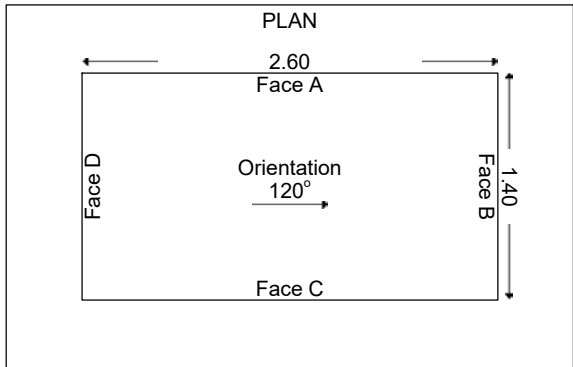 PLAN
2.60
Face A
Face D
Orientation
120°
Face B
1.40
Face C